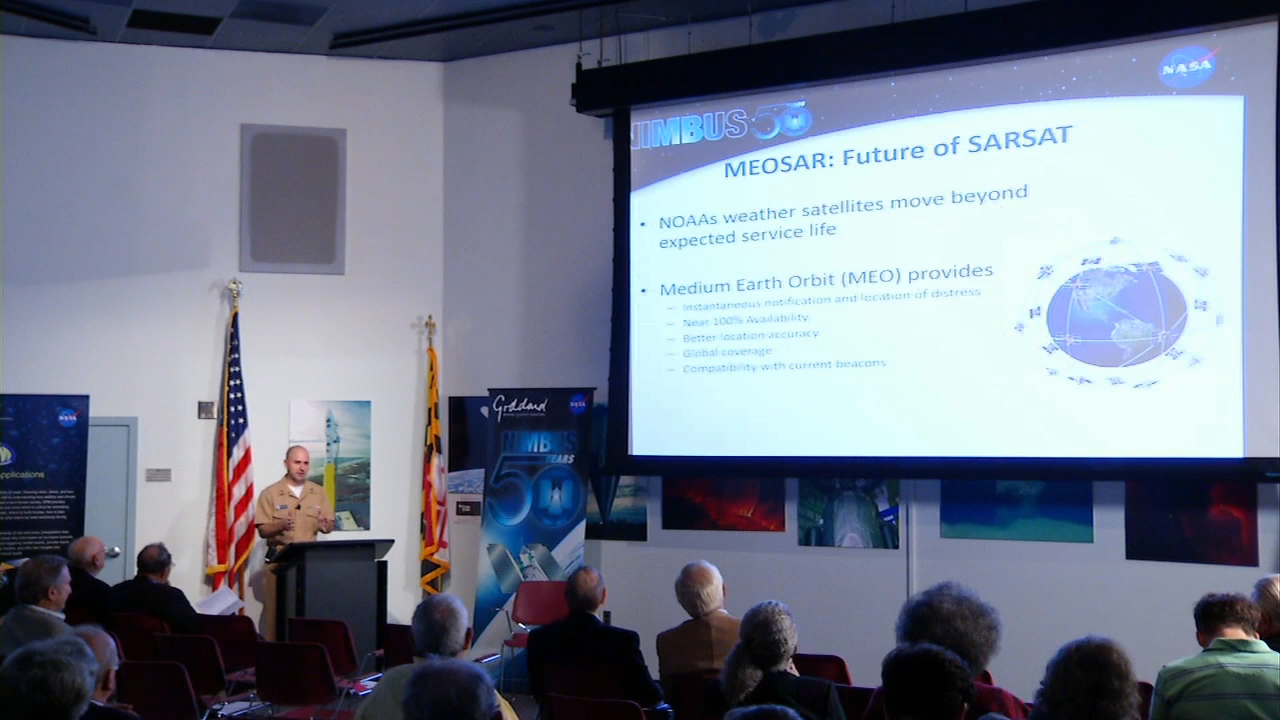 NASA
NIMBUS 50
MEOSAR: Future of SARSAT
• NOAAs weather satellites move beyond
expected service life
• Medium Earth Orbit (MEO) provides
– Instantaneous notification and location of distress
– Near 100% Availability
– Better location accuracy
– Global coverage
– Compatibility with current beacons
Goddard
NASA
NIMBUS
YEARS
50
NASA
pplications